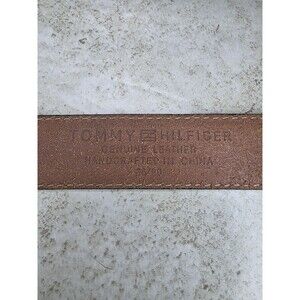 TOMMY HILFIGER
GENUINE LEATHER
HANDCRAFTED IN CHINA